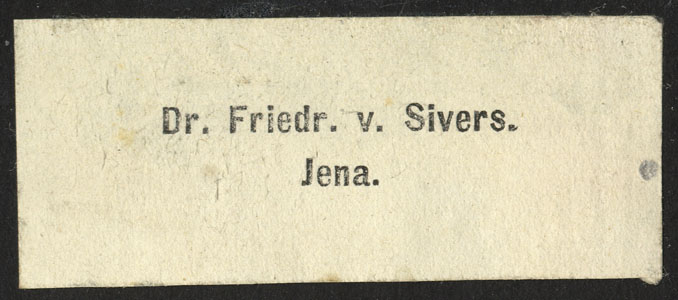 Dr. Friedr. v. Sivers.
Jena.